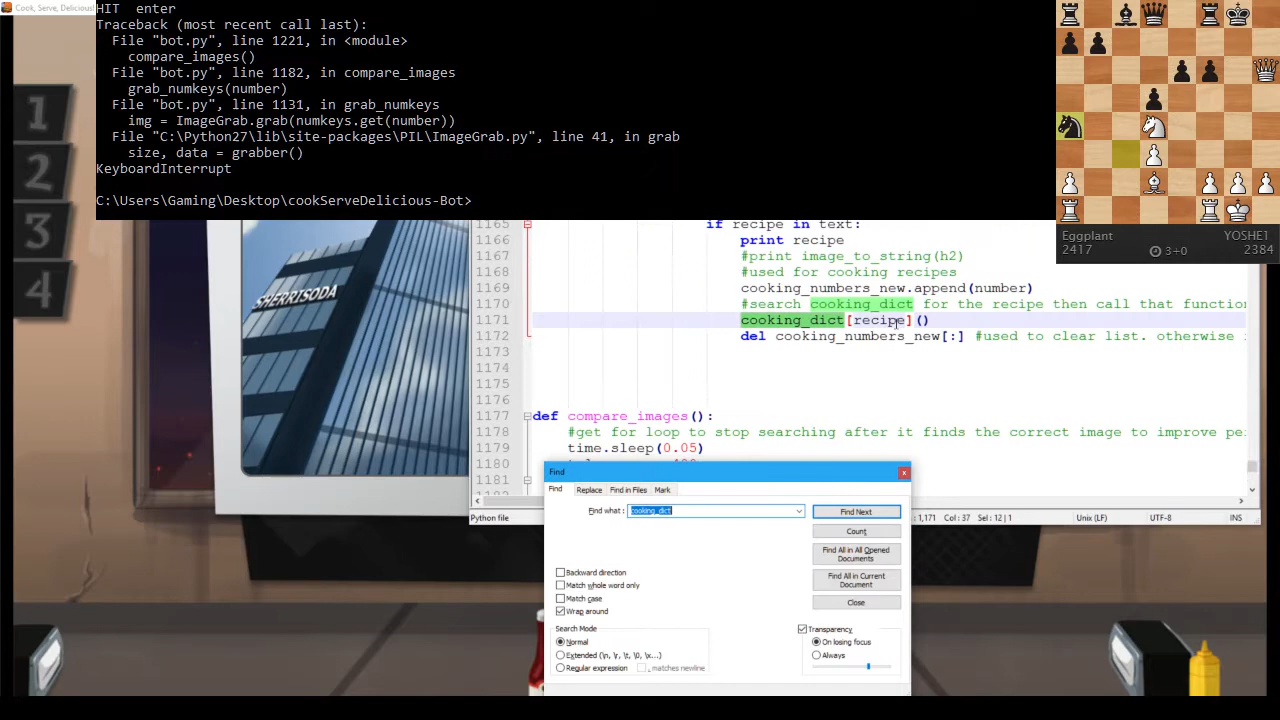 Cook, Serve, Delicious!
HIT  enter
Traceback (most recent call last):
  File "bot.py", line 1221, in <module>
    compare_images()
  File "bot.py", line 1182, in compare_images
    grab_numkeys(number)
  File "bot.py", line 1131, in grab_numkeys
    img = ImageGrab.grab(numkeys.get(number))
  File "C:\Python27\lib\site-packages\PIL\ImageGrab.py", line 41, in grab
    size, data = grabber()
KeyboardInterrupt
C:\Users\Gaming\Desktop\cookServeDelicious-Bot>
1
2
3
4
SHERRISODA
Eggplant YOSHE1
2417 3+0 2384
1165 if recipe in text:
1166 print recipe
1167 #print image_to_string(h2)
1168 #used for cooking recipes
1169 cooking_numbers_new.append(number)
1170 #search cooking_dict for the recipe then call that function
1171 cooking_dict[recipe]()
1172 del cooking_numbers_new[:] #used to clear list. otherwise
1173
1174
1175
1176
1177 def compare_images():
1178 #get for loop to stop searching after it finds the correct image to improve pe
1179 time.sleep(0.05)
1180
1181
Python file
: 1,171 Col : 37 Sel : 12 | 1 Unix (LF) UTF-8 INS
Find
Find Replace Find in Files Mark
Find what : cooking_dict
Find Next
Count
Find All in All Opened Documents
Find All in Current Document
Close
Backward direction
Match whole word only
Match case
Wrap around
Search Mode
Normal
Extended (\n, \r, \t, \0, \x...)
Regular expression . matches newline
Transparency
On losing focus
Always